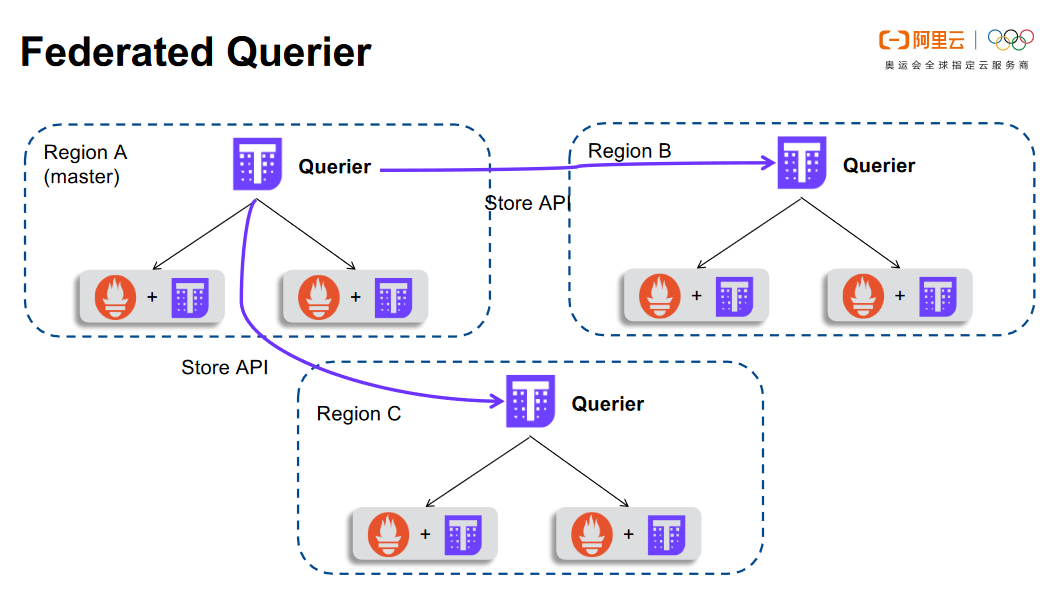 Federated Querier
阿里云
奥运会全球指定云服务商
Region A
(master)
Querier
Region B
Querier
Store API
+
+
+
+
Store API
Region C
Querier
+
+